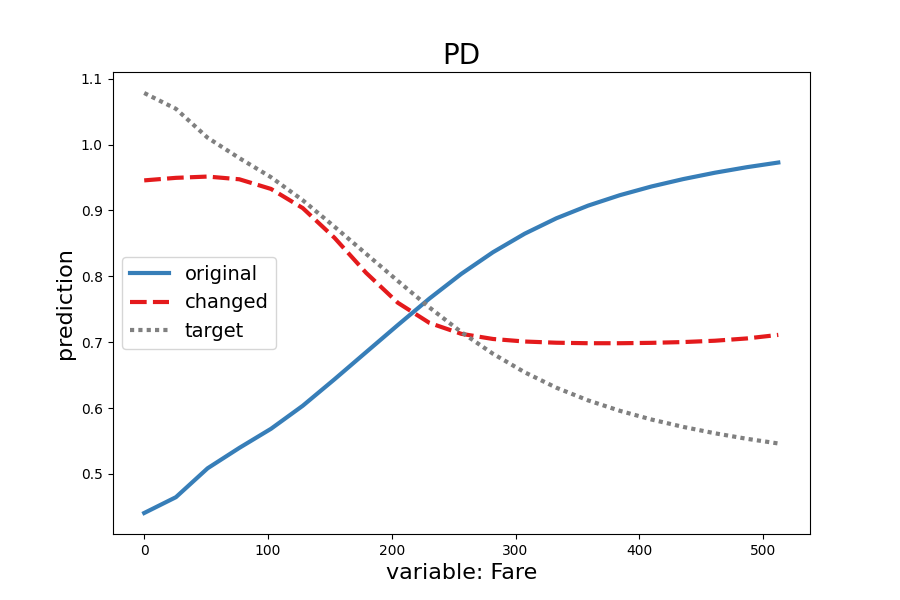 PD
1.1
1.0
0.9
0.8
0.7
0.6
0.5
prediction
original
changed
target
0 100 200 300 400 500
variable: Fare